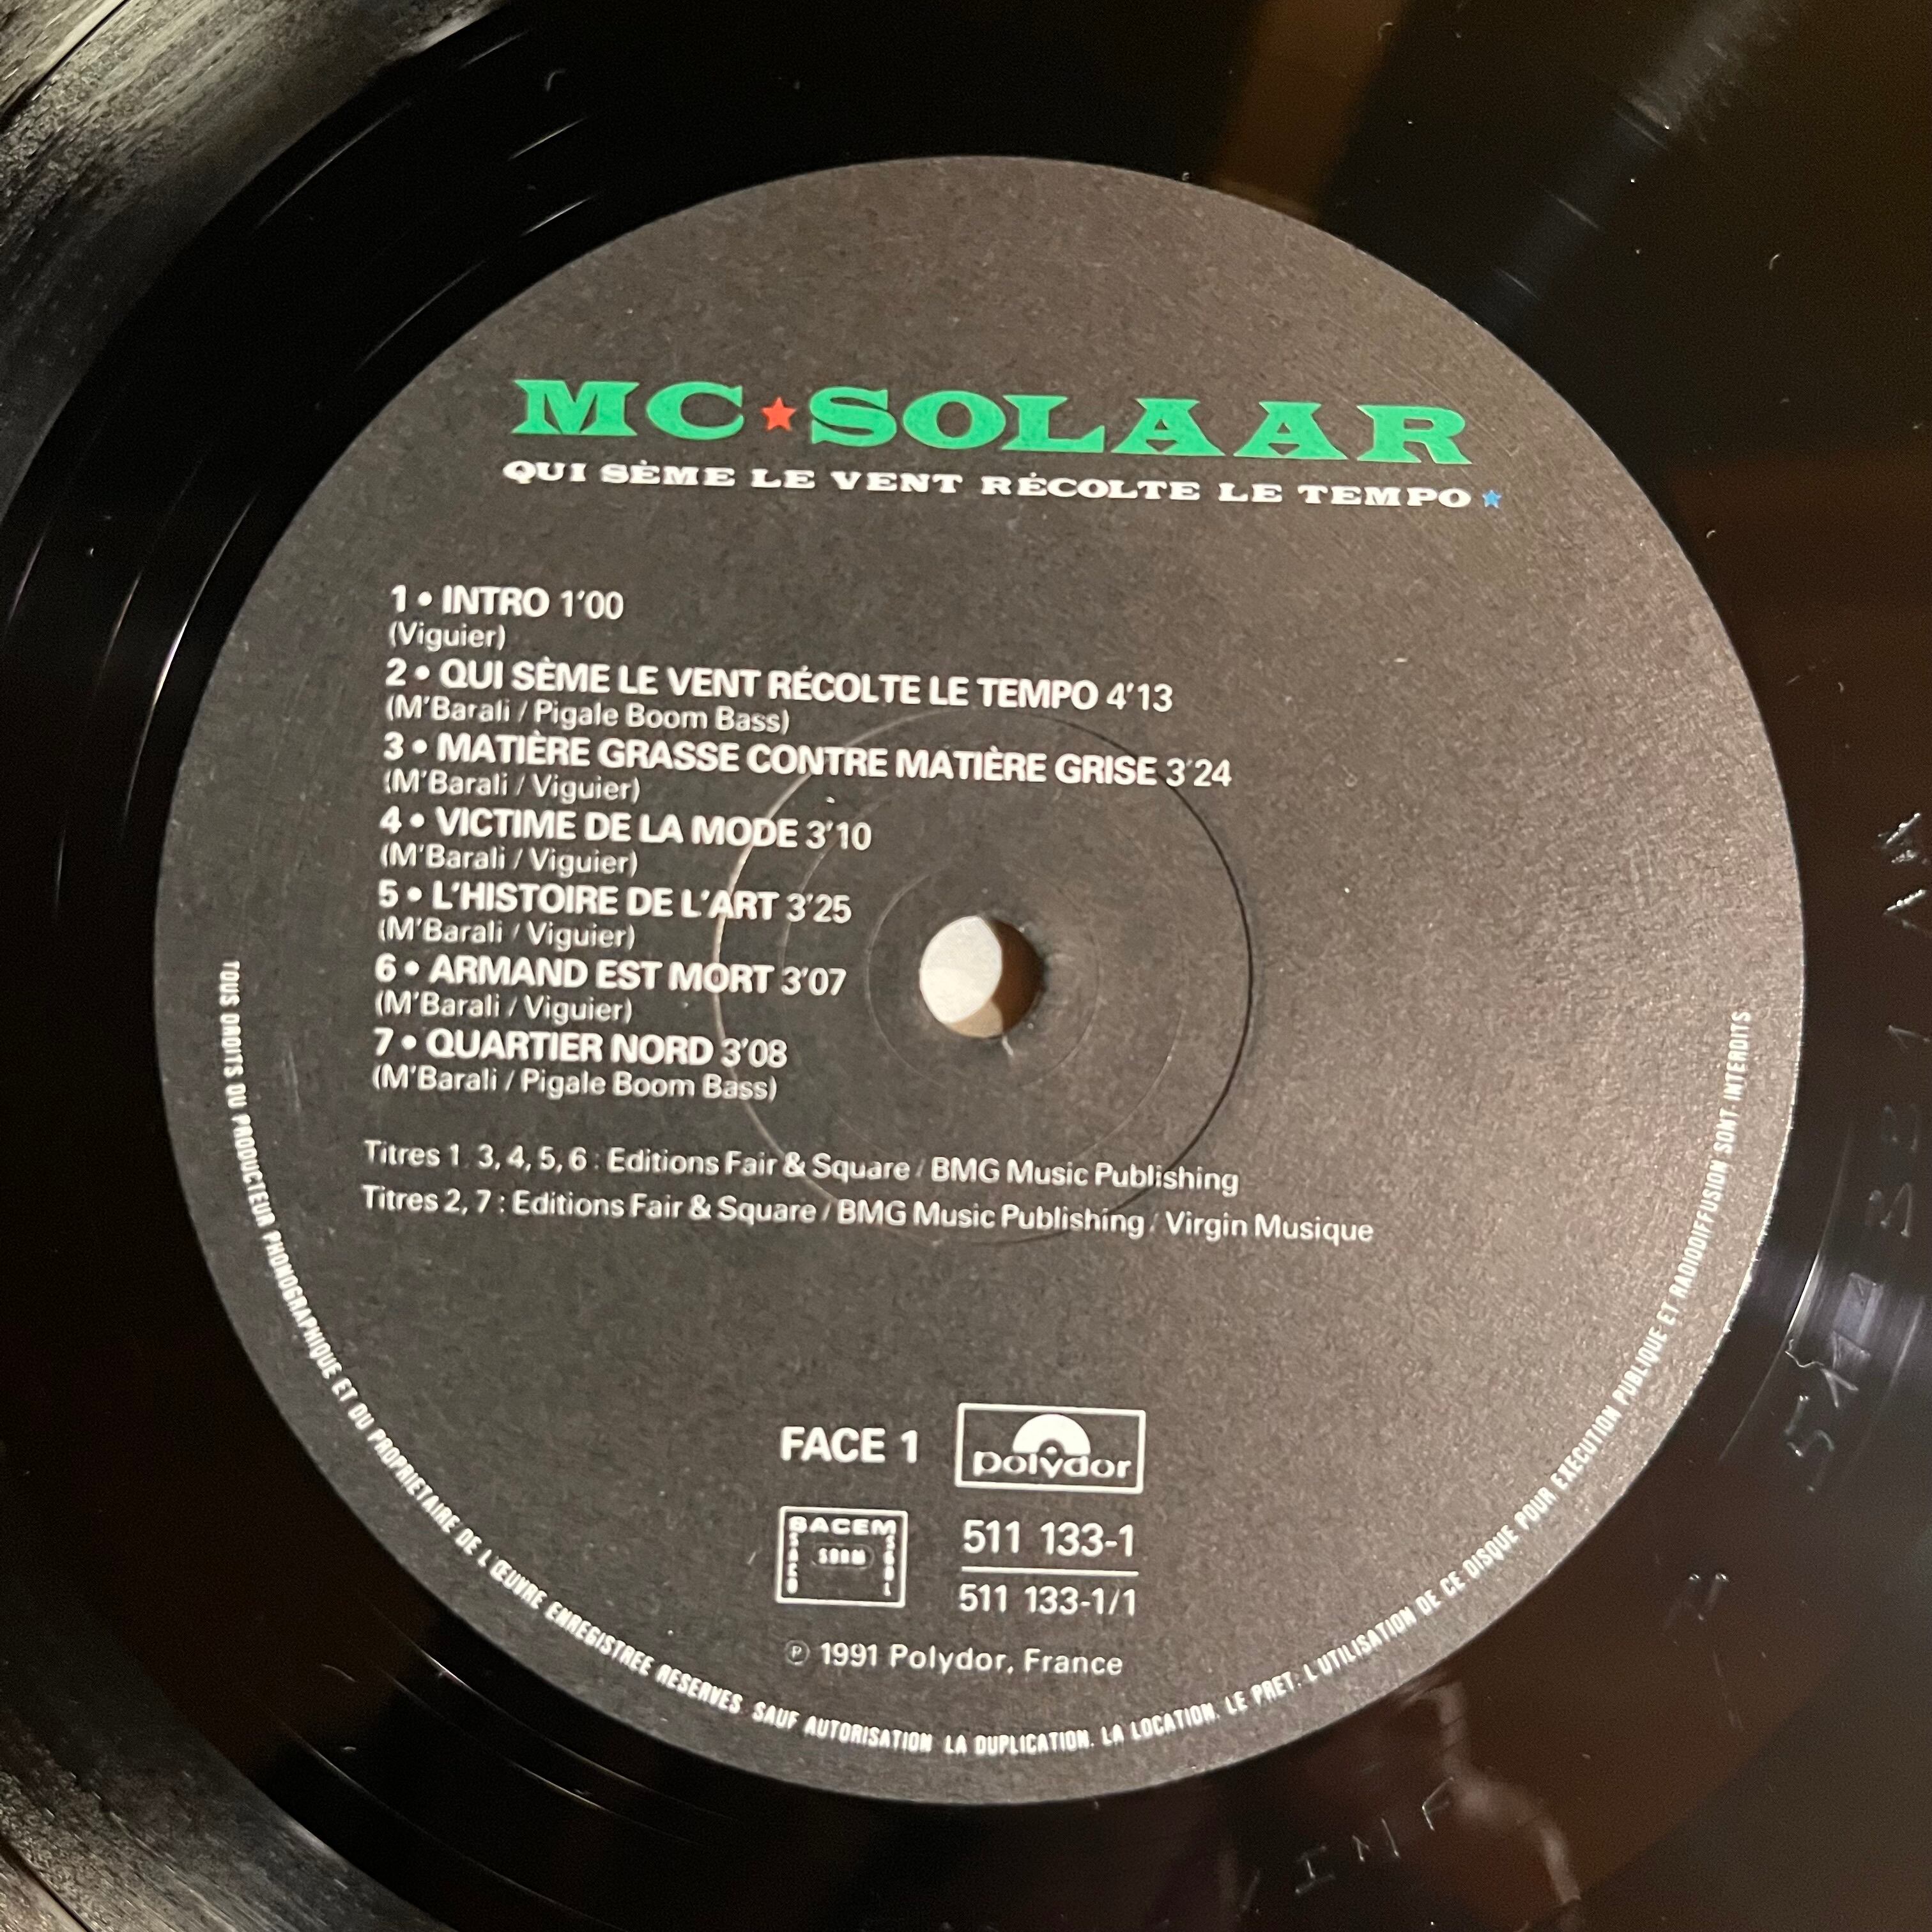 MC★SOLAAR
QUI SÈME LE VENT RÉCOLTE LE TEMPO★
1 • INTRO 1'00
(Viguier)
2 • QUI SÈME LE VENT RÉCOLTE LE TEMPO 4'13
(M'Barali / Pigale Boom Bass)
3 • MATIÈRE GRASSE CONTRE MATIÈRE GRISE 3'24
(M'Barali / Viguier)
4 • VICTIME DE LA MODE 3'10
(M'Barali / Viguier)
5 • L'HISTOIRE DE L'ART 3'25
(M'Barali / Viguier)
6 • ARMAND EST MORT 3'07
(M'Barali / Viguier)
7 • QUARTIER NORD 3'08
(M'Barali / Pigale Boom Bass)
Titres 1, 3, 4, 5, 6 : Editions Fair & Square / BMG Music Publishing
Titres 2, 7 : Editions Fair & Square / BMG Music Publishing / Virgin Musique
FACE 1
polydor
SACEM
SACD
SDRM
SGDL
511 133-1
511 133-1/1
℗ 1991 Polydor, France
TOUS DROITS DU PRODUCTEUR PHONOGRAPHIQUE ET DU PROPRIETAIRE DE L'ŒUVRE ENREGISTREE RESERVES. SAUF AUTORISATION LA DUPLICATION. LA LOCATION. LE PRET. L'UTILISATION DE CE DISQUE POUR EXECUTION PUBLIQUE ET RADIODIFFUSION SONT INTERDITS